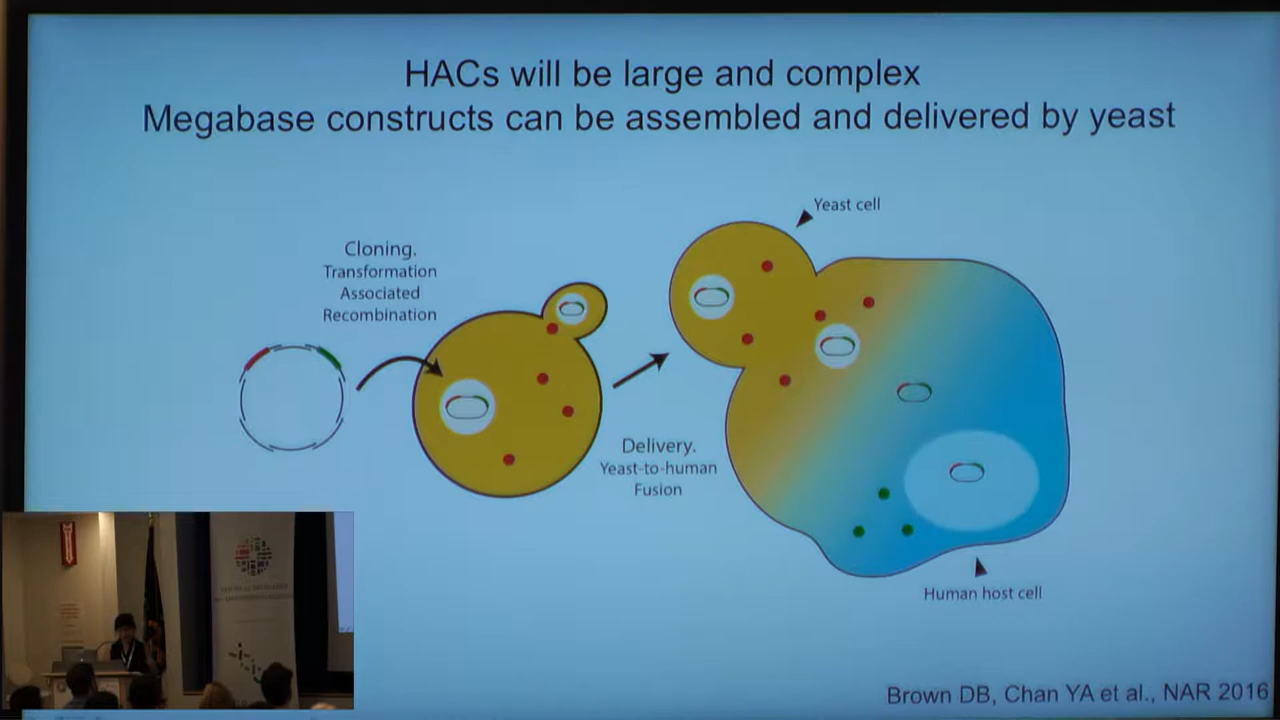 HACs will be large and complex
Megabase constructs can be assembled and delivered by yeast
Yeast cell
Cloning.
Transformation
Associated
Recombination
Delivery.
Yeast-to-human
Fusion
Human host cell
Brown DB, Chan YA et al., NAR 2016